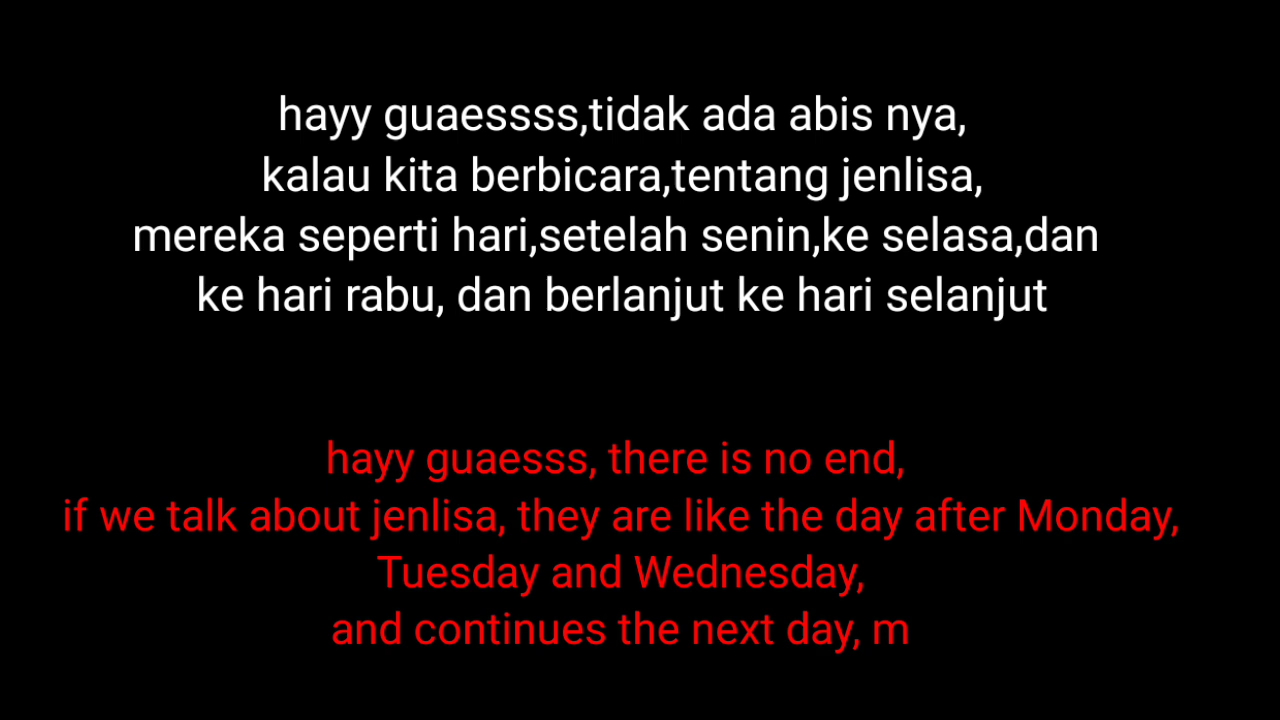 hayy guaessss,tidak ada abis nya,
kalau kita berbicara,tentang jenlisa,
mereka seperti hari,setelah senin,ke selasa,dan
ke hari rabu, dan berlanjut ke hari selanjut
hayy guaesss, there is no end,
if we talk about jenlisa, they are like the day after Monday,
Tuesday and Wednesday,
and continues the next day, m